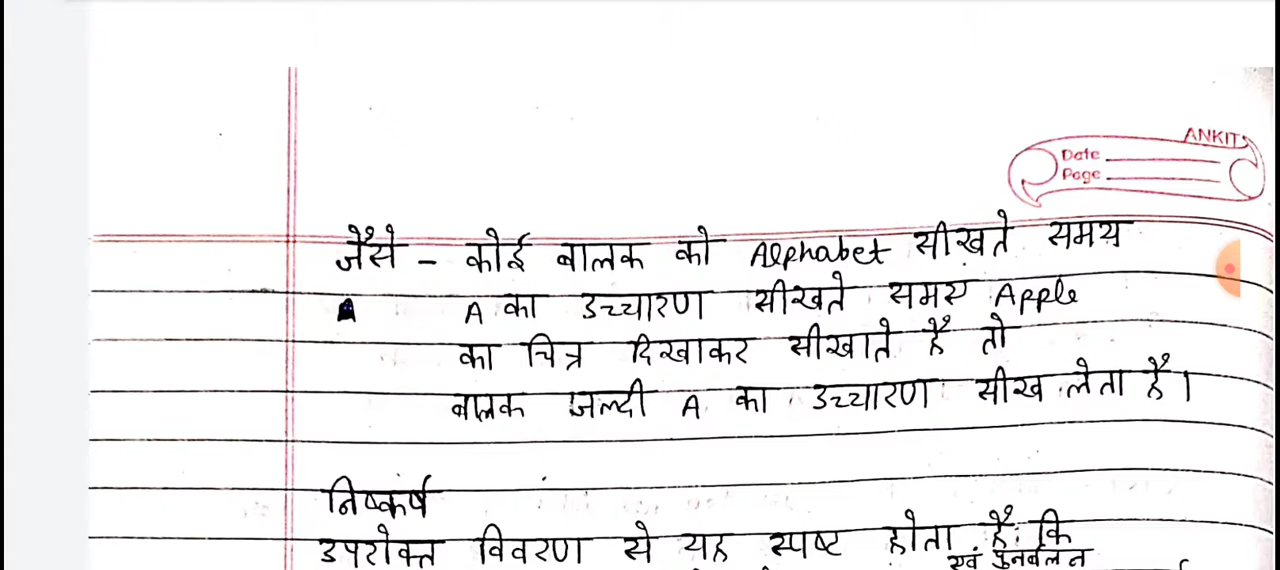 ANKIT
Date
Page
जैसे - कोई बालक को Alphabet सीखते समय
A का उच्चारण सीखते समय Apple
का चित्र दिखाकर सीखाते हैं तो
बालक जल्दी A का उच्चारण सीख लेता है।
निष्कर्ष
उपरोक्त विवरण से यह स्पष्ट होता है कि
एवं पुनर्बलन